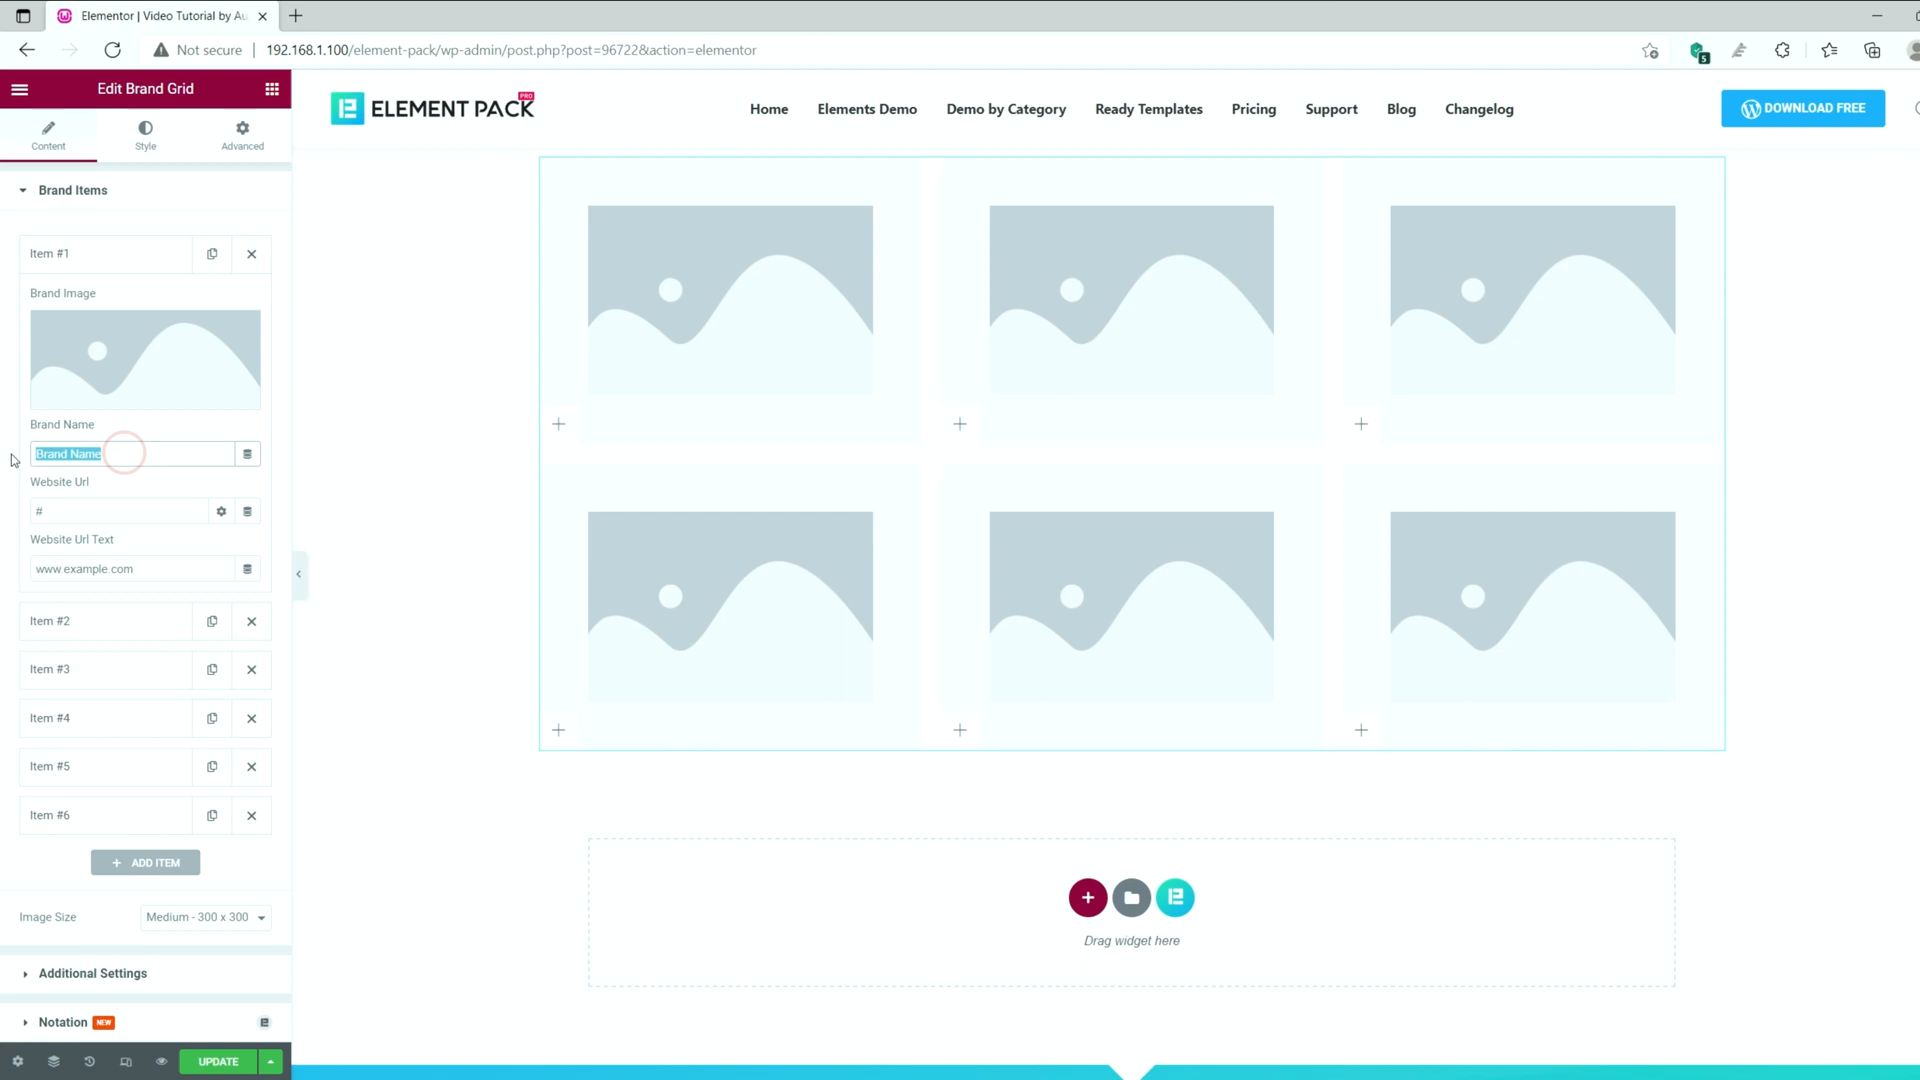 Elementor | Video Tutorial by Au
Not secure
192.168.1.100/element-pack/wp-admin/post.php?post=96722&action=elementor
5
Edit Brand Grid
Content
Style
Advanced
ELEMENT PACK
PRO
Home
Elements Demo
Demo by Category
Ready Templates
Pricing
Support
Blog
Changelog
DOWNLOAD FREE
Brand Items
Item #1
Brand Image
Brand Name
Brand Name
Website Url
#
Website Url Text
www.example.com
Item #2
Item #3
Item #4
Item #5
Item #6
ADD ITEM
Image Size
Medium - 300 x 300
Drag widget here
Additional Settings
Notation
NEW
UPDATE